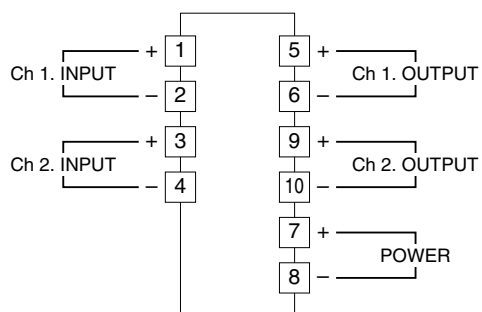 + 1
Ch 1. INPUT
− 2
+ 3
Ch 2. INPUT
− 4
5 +
Ch 1. OUTPUT
6 −
9 +
Ch 2. OUTPUT
10 −
7 +
POWER
8 −